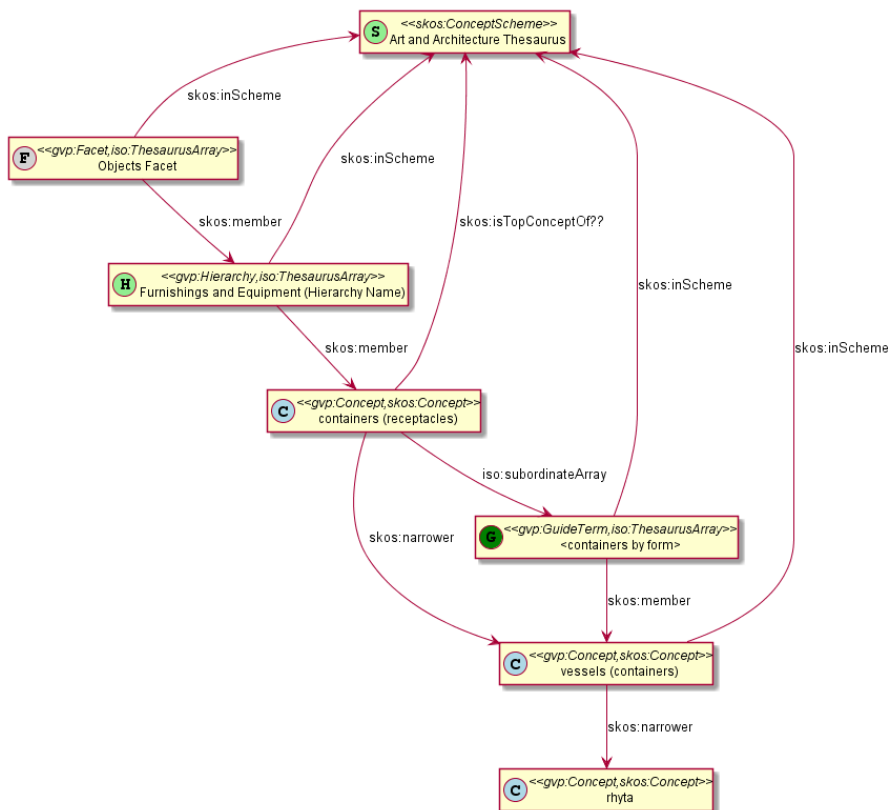 S
<<skos:ConceptScheme>>
Art and Architecture Thesaurus
skos:inScheme
F
<<gvp:Facet,iso:ThesaurusArray>>
Objects Facet
skos:inScheme
skos:member
skos:isTopConceptOf??
H
<<gvp:Hierarchy,iso:ThesaurusArray>>
Furnishings and Equipment (Hierarchy Name)
skos:inScheme
skos:member
skos:inScheme
C
<<gvp:Concept,skos:Concept>>
containers (receptacles)
iso:subordinateArray
skos:narrower
G
<<gvp:GuideTerm,iso:ThesaurusArray>>
<containers by form>
skos:member
C
<<gvp:Concept,skos:Concept>>
vessels (containers)
skos:narrower
C
<<gvp:Concept,skos:Concept>>
rhyta